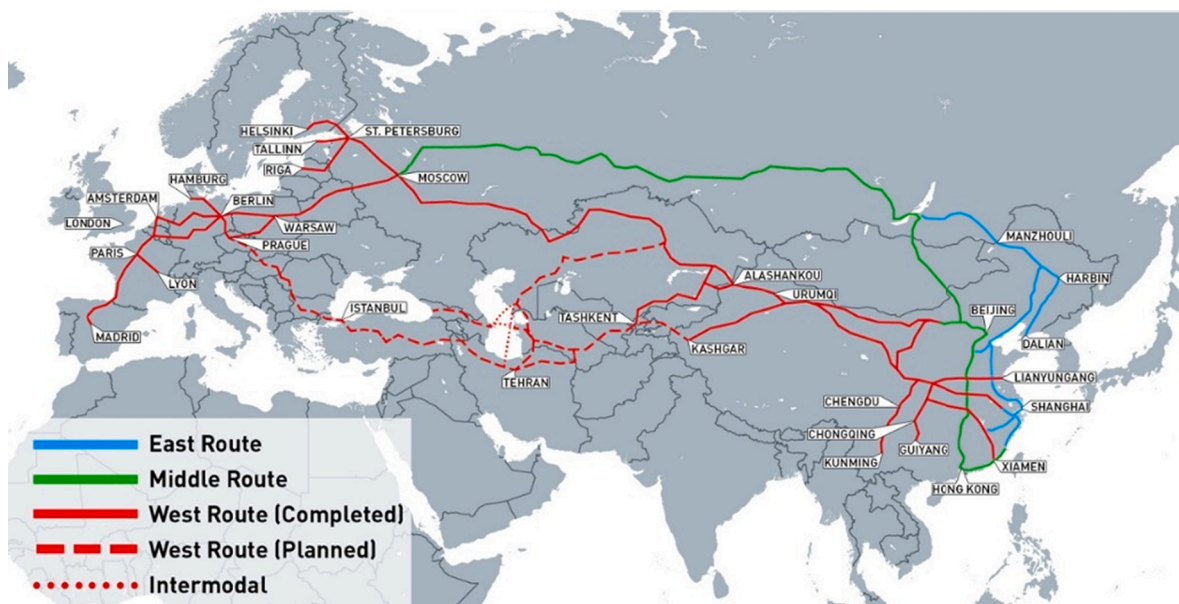 HELSINKI
ST. PETERSBURG
TALLINN
RIGA
MOSCOW
HAMBURG
AMSTERDAM
BERLIN
LONDON
WARSAW
PRAGUE
PARIS
LYON
MADRID
ISTANBUL
TASHKENT
TEHRAN
KASHGAR
ALASHANKOU
URUMQI
MANZHOULI
HARBIN
BEIJING
DALIAN
LIANYUNGANG
CHENGDU
SHANGHAI
CHONGQING
GUIYANG
KUNMING
XIAMEN
HONG KONG
East Route
Middle Route
West Route (Completed)
West Route (Planned)
Intermodal